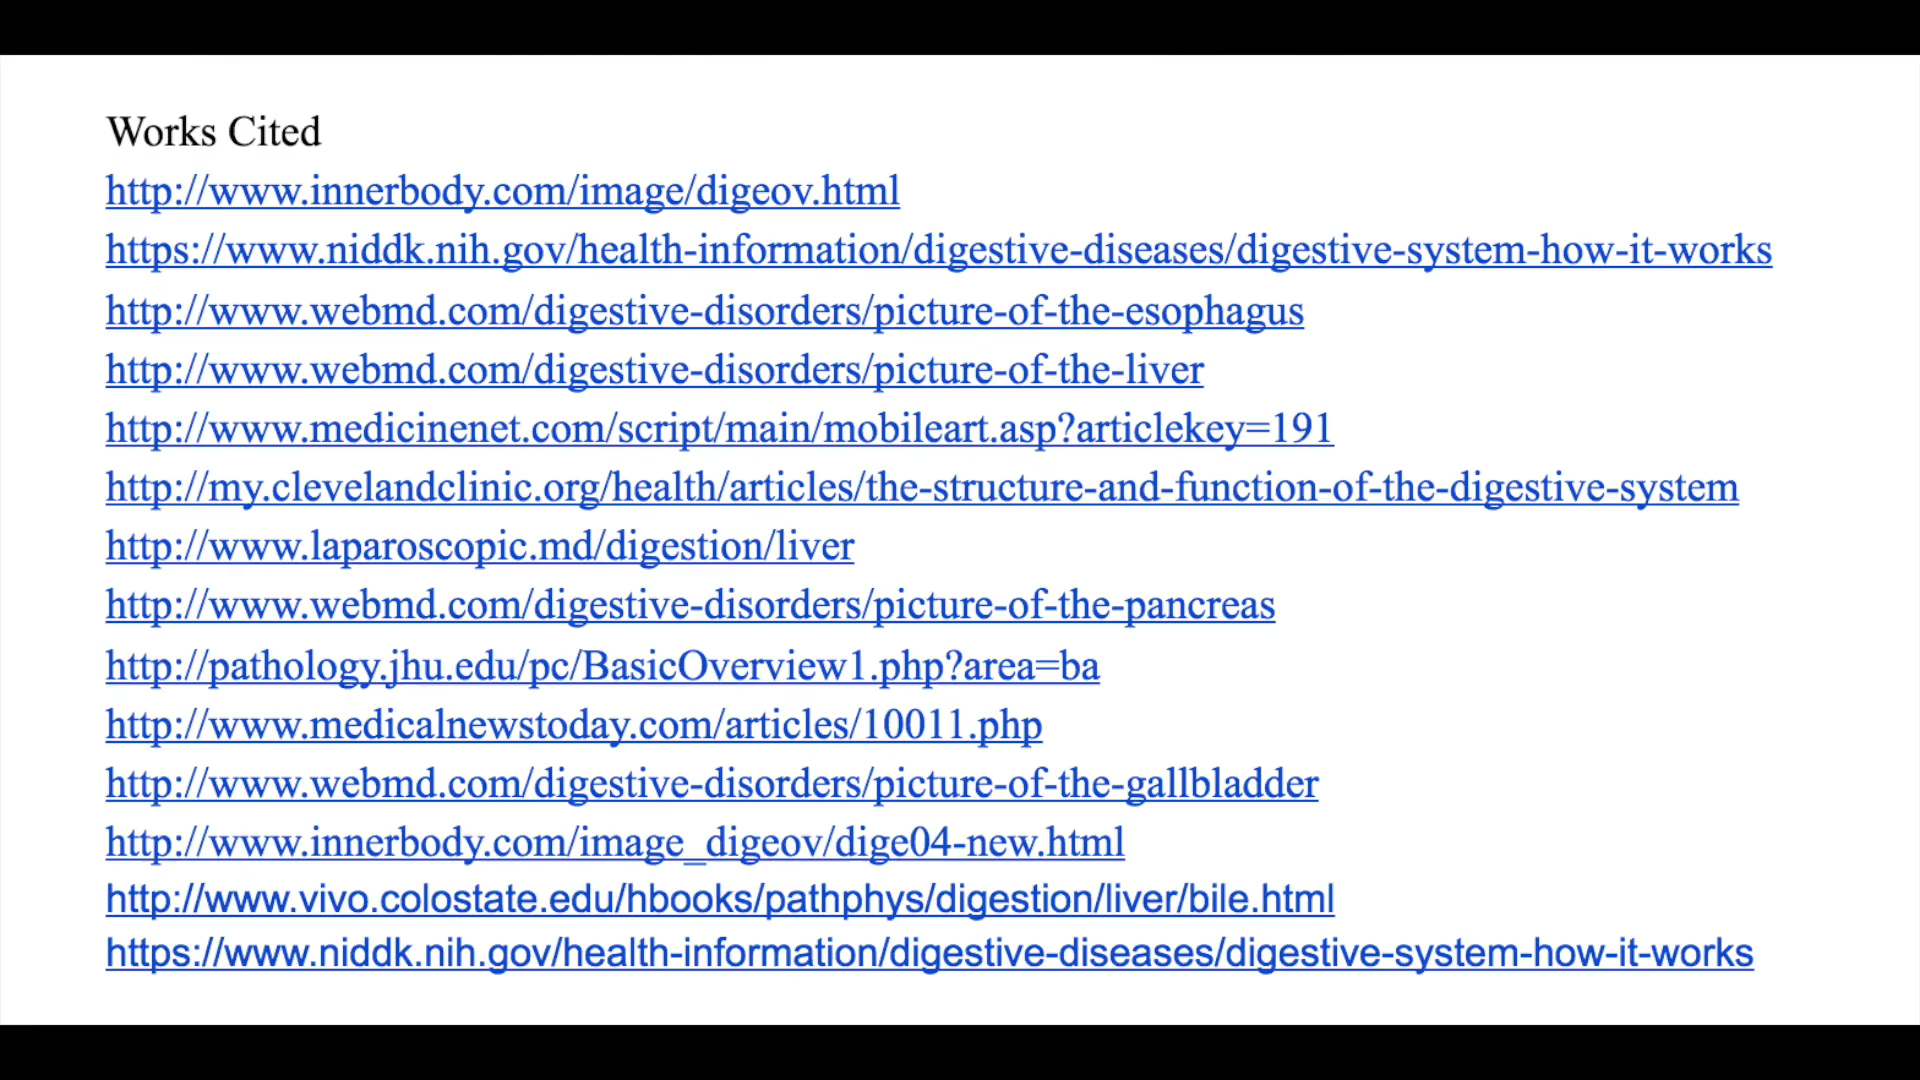 Works Cited
http://www.innerbody.com/image/digeov.html
https://www.niddk.nih.gov/health-information/digestive-diseases/digestive-system-how-it-works
http://www.webmd.com/digestive-disorders/picture-of-the-esophagus
http://www.webmd.com/digestive-disorders/picture-of-the-liver
http://www.medicinenet.com/script/main/mobileart.asp?articlekey=191
http://my.clevelandclinic.org/health/articles/the-structure-and-function-of-the-digestive-system
http://www.laparoscopic.md/digestion/liver
http://www.webmd.com/digestive-disorders/picture-of-the-pancreas
http://pathology.jhu.edu/pc/BasicOverview1.php?area=ba
http://www.medicalnewstoday.com/articles/10011.php
http://www.webmd.com/digestive-disorders/picture-of-the-gallbladder
http://www.innerbody.com/image_digeov/dige04-new.html
http://www.vivo.colostate.edu/hbooks/pathphys/digestion/liver/bile.html
https://www.niddk.nih.gov/health-information/digestive-diseases/digestive-system-how-it-works